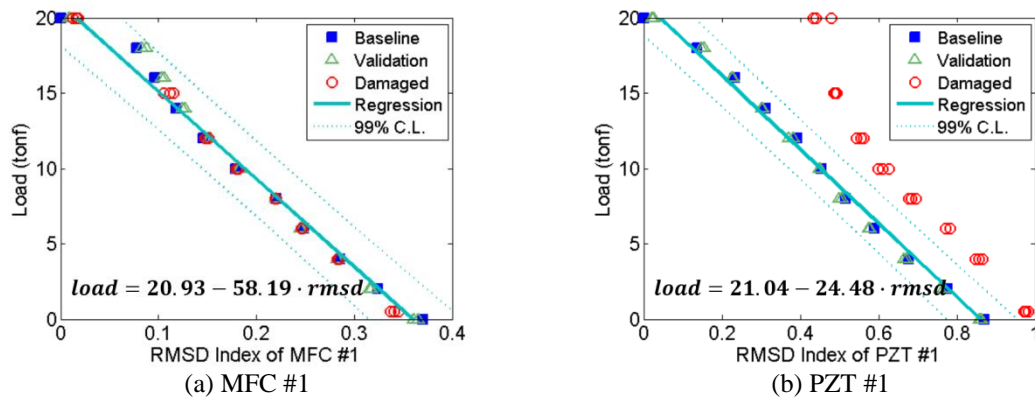 20
15
10
5
0
Load (tonf)
Baseline
Validation
Damaged
Regression
99% C.L.
load = 20.93 − 58.19 · rmsd
0 0.1 0.2 0.3 0.4
RMSD Index of MFC #1
(a) MFC #1
20
15
10
5
0
Load (tonf)
Baseline
Validation
Damaged
Regression
99% C.L.
load = 21.04 − 24.48 · rmsd
0 0.2 0.4 0.6 0.8 1
RMSD Index of PZT #1
(b) PZT #1